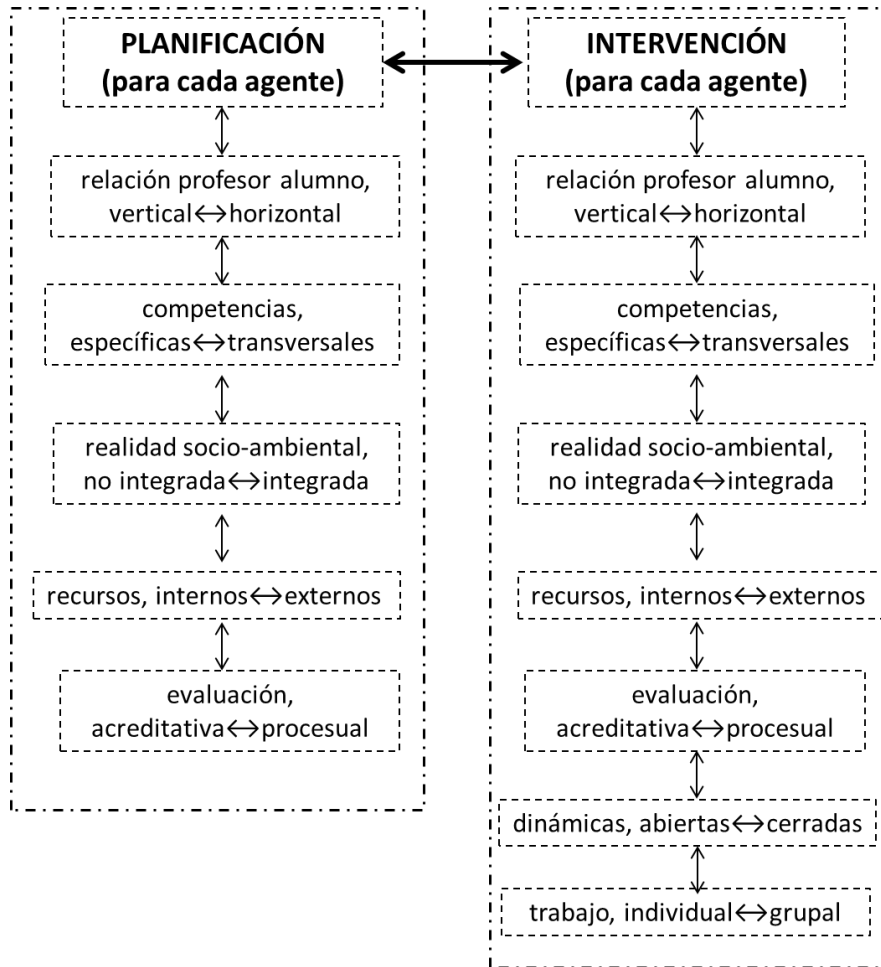 PLANIFICACIÓN
(para cada agente)
relación profesor alumno,
vertical↔horizontal
competencias,
específicas↔transversales
realidad socio-ambiental,
no integrada↔integrada
recursos, internos↔externos
evaluación,
acreditativa↔procesual
INTERVENCIÓN
(para cada agente)
relación profesor alumno,
vertical↔horizontal
competencias,
específicas↔transversales
realidad socio-ambiental,
no integrada↔integrada
recursos, internos↔externos
evaluación,
acreditativa↔procesual
dinámicas, abiertas↔cerradas
trabajo, individual↔grupal